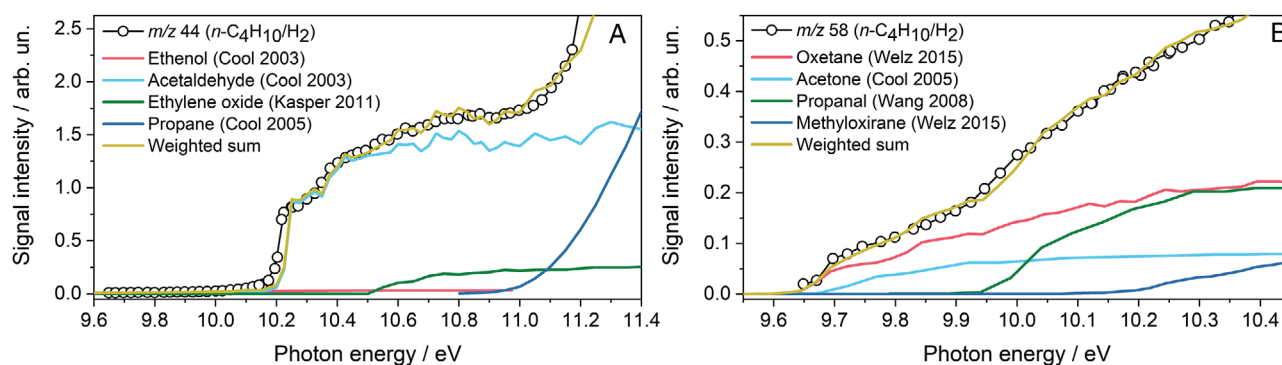 A
m/z 44 (n-C4H10/H2)
Ethenol (Cool 2003)
Acetaldehyde (Cool 2003)
Ethylene oxide (Kasper 2011)
Propane (Cool 2005)
Weighted sum
Signal intensity / arb. un.
2.5
2.0
1.5
1.0
0.5
0.0
9.6 9.8 10.0 10.2 10.4 10.6 10.8 11.0 11.2 11.4
Photon energy / eV
m/z 58 (n-C4H10/H2)
Oxetane (Welz 2015)
Acetone (Cool 2005)
Propanal (Wang 2008)
Methyloxirane (Welz 2015)
Weighted sum
Signal intensity / arb. un.
0.5
0.4
0.3
0.2
0.1
0.0
9.6 9.7 9.8 9.9 10.0 10.1 10.2 10.3 10.4
Photon energy / eV